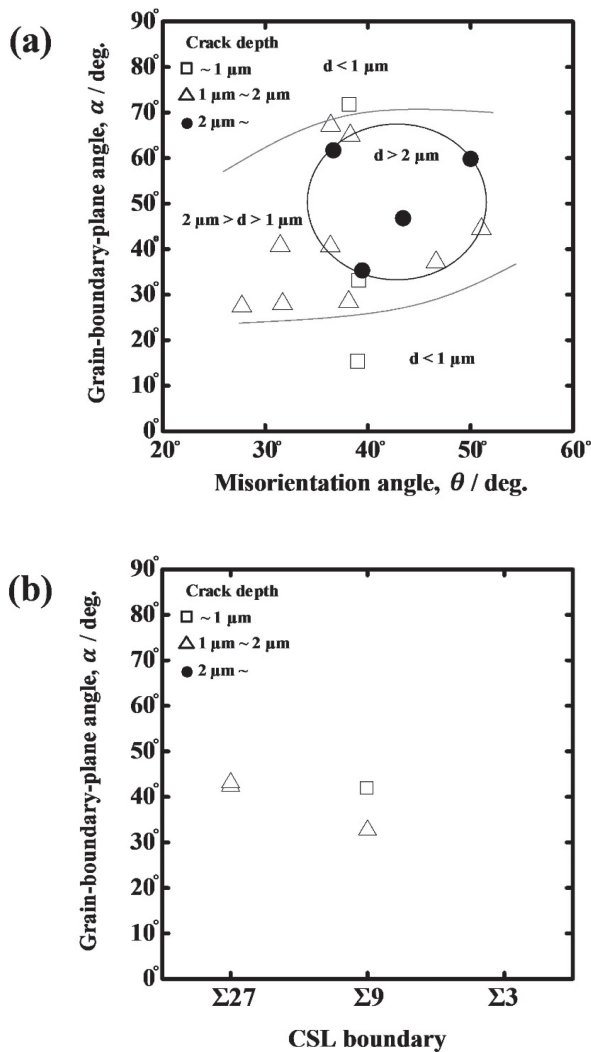 (a)
Grain-boundary-plane angle, α / deg.
90°
80°
70°
60°
50°
40°
30°
20°
10°
0°
Crack depth
~ 1 μm
1 μm ~ 2 μm
2 μm ~
d < 1 μm
d > 2 μm
2 μm > d > 1 μm
d < 1 μm
20°
30°
40°
50°
60°
Misorientation angle, θ / deg.
(b)
Grain-boundary-plane angle, α / deg.
90°
80°
70°
60°
50°
40°
30°
20°
10°
0°
Crack depth
~ 1 μm
1 μm ~ 2 μm
2 μm ~
Σ27
Σ9
Σ3
CSL boundary